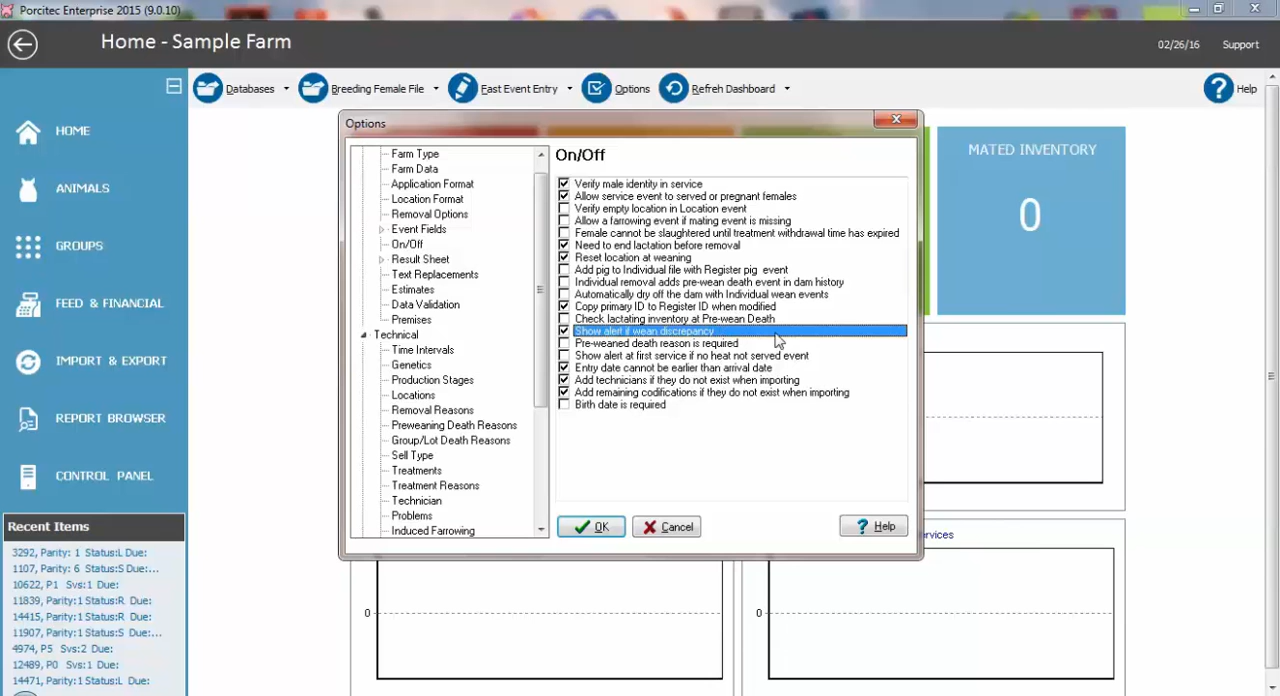 Porcitec Enterprise 2015 (9.0.10)
Home - Sample Farm
02/26/16 Support
Databases Breeding Female File Fast Event Entry Options Refreh Dashboard Help
HOME
ANIMALS
GROUPS
FEED & FINANCIAL
IMPORT & EXPORT
REPORT BROWSER
CONTROL PANEL
Recent Items
3292, Parity: 1 Status:L Due:
1107, Parity: 6 Status:S Due:...
10622, P1 Svs:1 Due:
11839, Parity:1 Status:R Due:
14415, Parity:1 Status:R Due:
11907, Parity:1 Status:S Due:...
4974, P5 Svs:2 Due:
12489, P0 Svs:1 Due:
14471, Parity:1 Status:L Due:
Options
Farm Type
Farm Data
Application Format
Location Format
Removal Options
Event Fields
On/Off
Result Sheet
Text Replacements
Estimates
Data Validation
Premises
Technical
Time Intervals
Genetics
Production Stages
Locations
Removal Reasons
Preweaning Death Reasons
Group/Lot Death Reasons
Sell Type
Treatments
Treatment Reasons
Technician
Problems
Induced Farrowing
On/Off
Verify male identity in service
Allow service event to served or pregnant females
Verify empty location in Location event
Allow a farrowing event if mating event is missing
Female cannot be slaughtered until treatment withdrawal time has expired
Need to end lactation before removal
Reset location at weaning
Add pig to Individual file with Register pig event
Individual removal adds pre-wean death event in dam history
Automatically dry off the dam with Individual wean events
Copy primary ID to Register ID when modified
Check lactating inventory at Pre-wean Death
Show alert if wean discrepancy
Pre-weaned death reason is required
Show alert at first service if no heat not served event
Entry date cannot be earlier than arrival date
Add technicians if they do not exist when importing
Add remaining codifications if they do not exist when importing
Birth date is required
OK Cancel Help
MATED INVENTORY
0
ervices
0
0